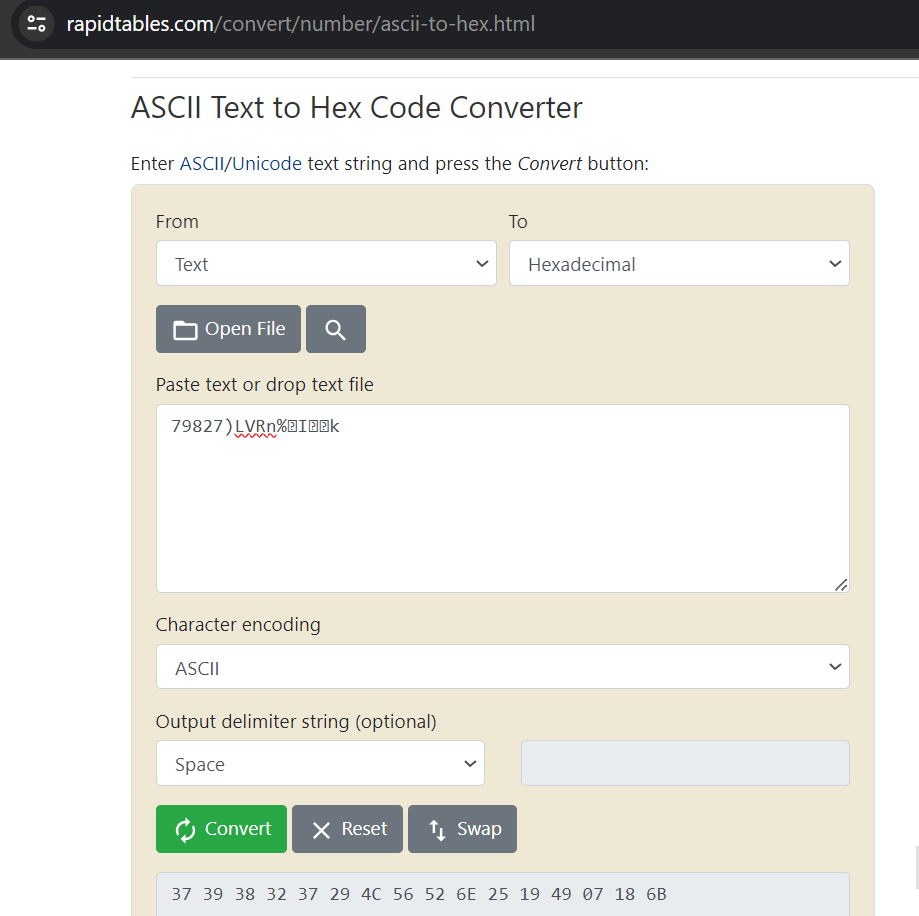 rapidtables.com/convert/number/ascii-to-hex.html
ASCII Text to Hex Code Converter
Enter ASCII/Unicode text string and press the Convert button:
From To
Text Hexadecimal
Open File
Paste text or drop text file
79827)LVRn%I k
Character encoding
ASCII
Output delimiter string (optional)
Space
Convert Reset Swap
37 39 38 32 37 29 4C 56 52 6E 25 19 49 07 18 6B